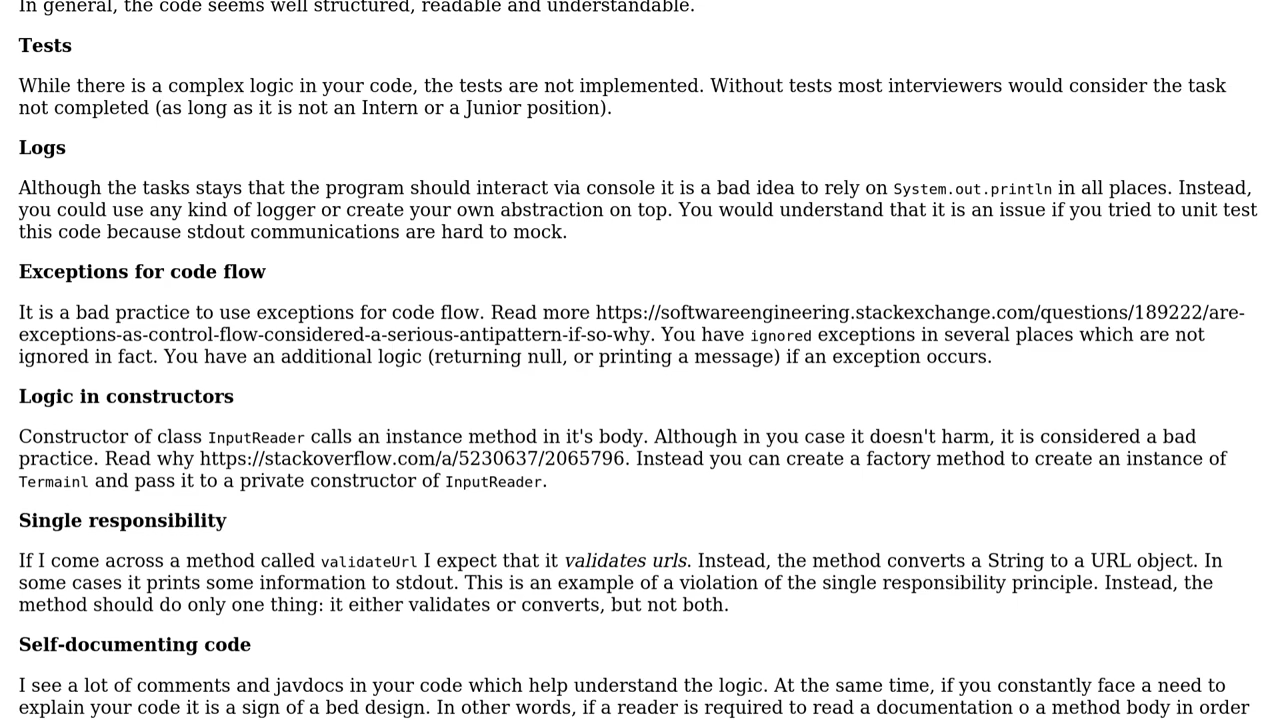 In general, the code seems well structured, readable and understandable.
Tests
While there is a complex logic in your code, the tests are not implemented. Without tests most interviewers would consider the task
not completed (as long as it is not an Intern or a Junior position).
Logs
Although the tasks stays that the program should interact via console it is a bad idea to rely on System.out.println in all places. Instead,
you could use any kind of logger or create your own abstraction on top. You would understand that it is an issue if you tried to unit test
this code because stdout communications are hard to mock.
Exceptions for code flow
It is a bad practice to use exceptions for code flow. Read more https://softwareengineering.stackexchange.com/questions/189222/are-
exceptions-as-control-flow-considered-a-serious-antipattern-if-so-why. You have ignored exceptions in several places which are not
ignored in fact. You have an additional logic (returning null, or printing a message) if an exception occurs.
Logic in constructors
Constructor of class InputReader calls an instance method in it's body. Although in you case it doesn't harm, it is considered a bad
practice. Read why https://stackoverflow.com/a/5230637/2065796. Instead you can create a factory method to create an instance of
Termainl and pass it to a private constructor of InputReader.
Single responsibility
If I come across a method called validateUrl I expect that it validates urls. Instead, the method converts a String to a URL object. In
some cases it prints some information to stdout. This is an example of a violation of the single responsibility principle. Instead, the
method should do only one thing: it either validates or converts, but not both.
Self-documenting code
I see a lot of comments and javdocs in your code which help understand the logic. At the same time, if you constantly face a need to
explain your code it is a sign of a bed design. In other words, if a reader is required to read a documentation o a method body in order